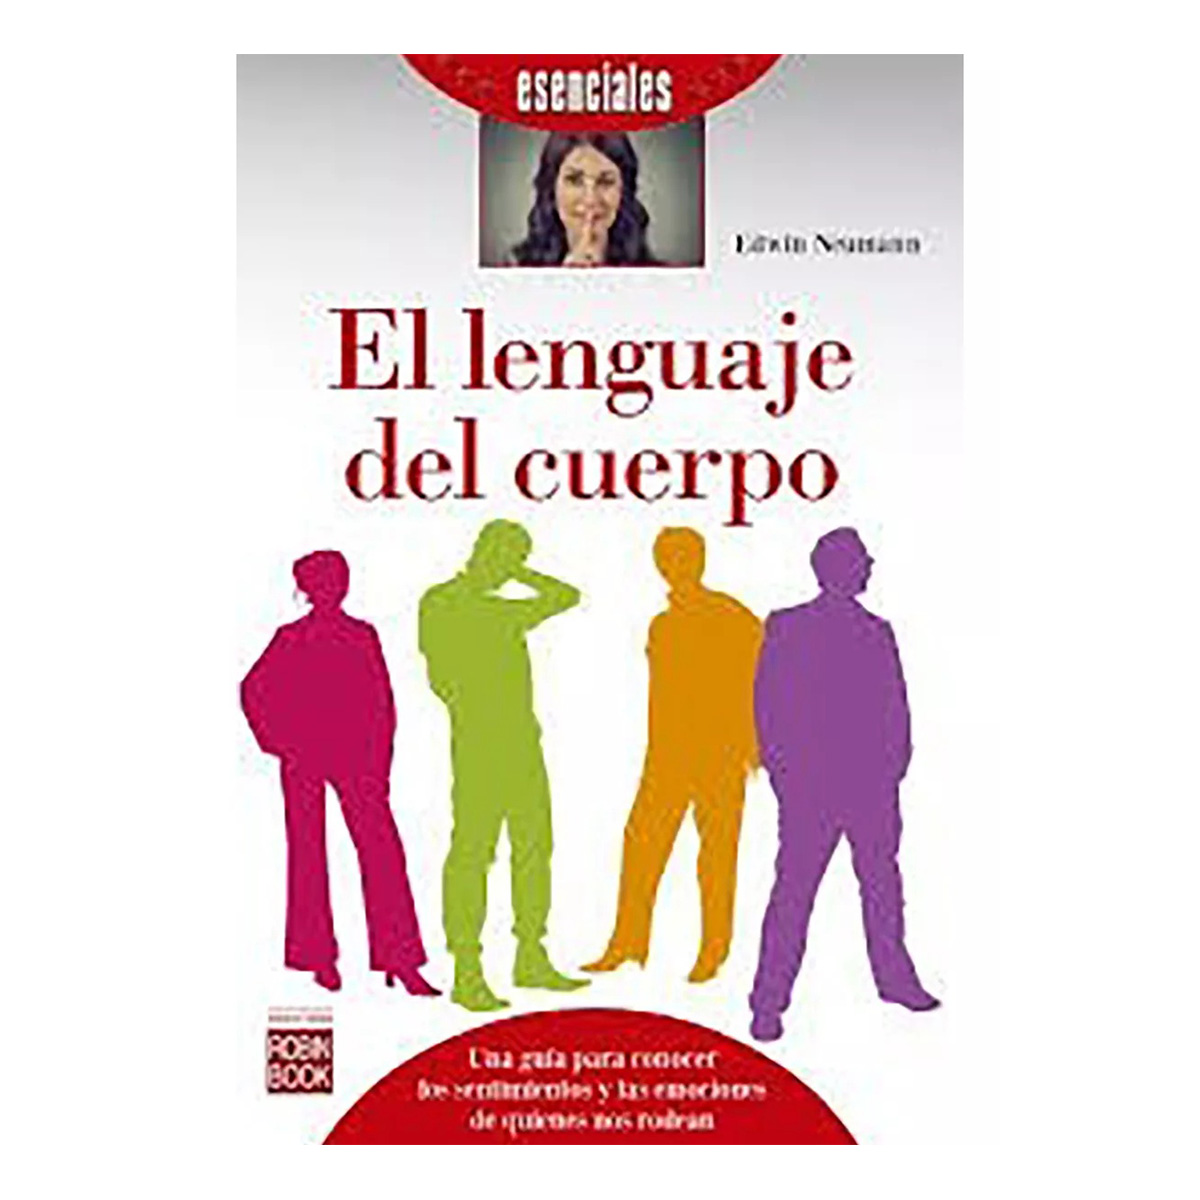 esenciales
Edwin Neumann
El lenguaje
del cuerpo
ROBIN
BOOK
Una guía para conocer
los sentimientos y las emociones
de quienes nos rodean